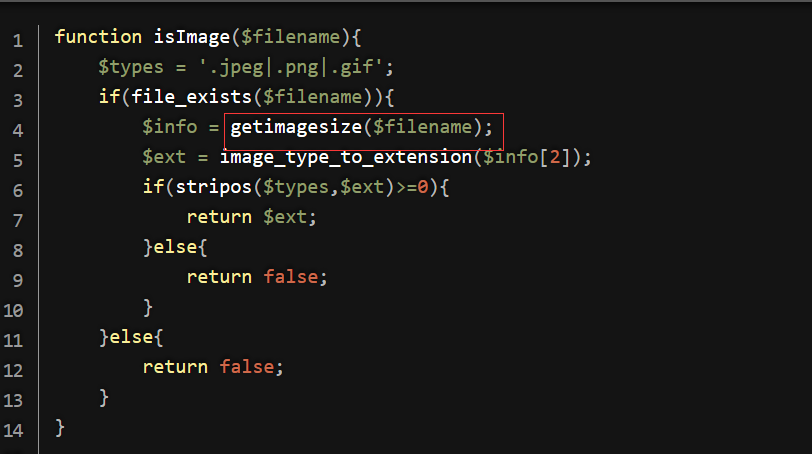 1 function isImage($filename){
2     $types = '.jpeg|.png|.gif';
3     if(file_exists($filename)){
4         $info = getimagesize($filename);
5         $ext = image_type_to_extension($info[2]);
6         if(stripos($types,$ext)>=0){
7             return $ext;
8         }else{
9             return false;
10         }
11     }else{
12         return false;
13     }
14 }